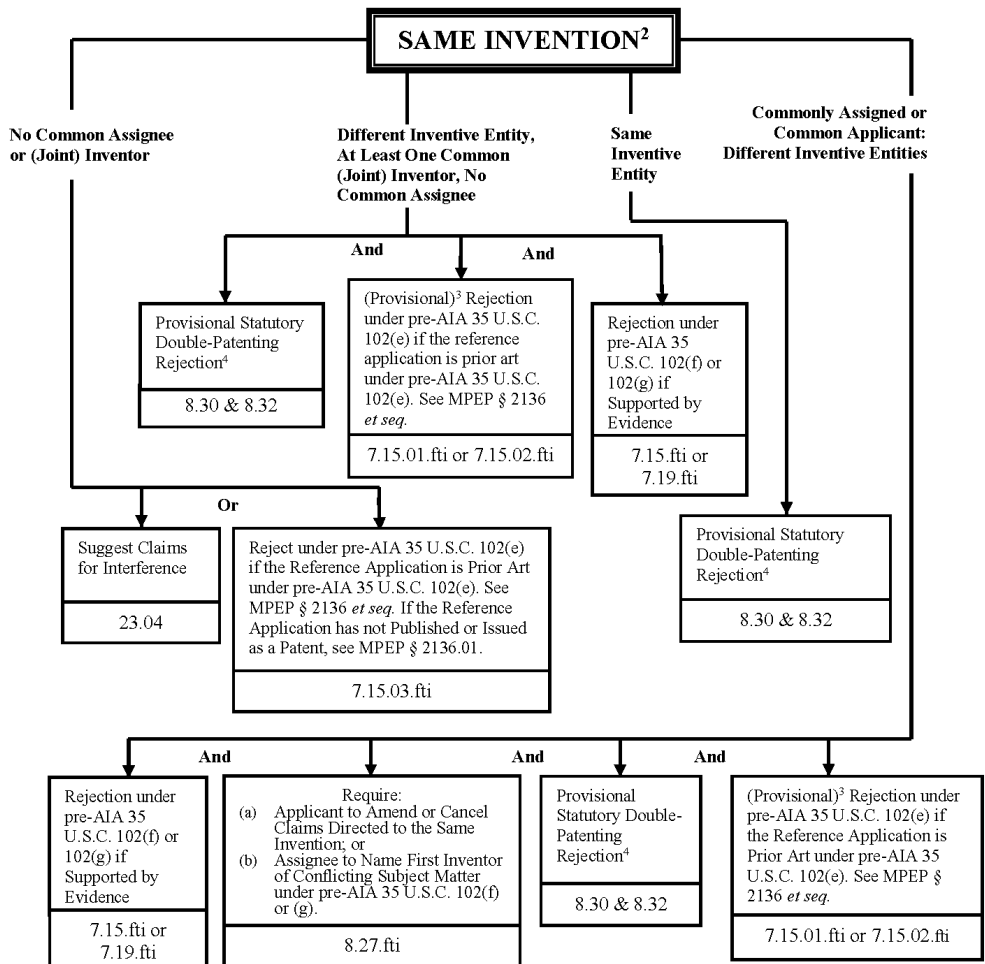 SAME INVENTION²
No Common Assignee
or (Joint) Inventor
Different Inventive Entity,
At Least One Common
(Joint) Inventor, No
Common Assignee
Same
Inventive
Entity
Commonly Assigned or
Common Applicant:
Different Inventive Entities
And
And
Provisional Statutory
Double-Patenting
Rejection⁴
8.30 & 8.32
(Provisional)³ Rejection
under pre-AIA 35 U.S.C.
102(e) if the reference
application is prior art
under pre-AIA 35 U.S.C.
102(e). See MPEP § 2136
et seq.
7.15.01.fti or 7.15.02.fti
Rejection under
pre-AIA 35
U.S.C. 102(f) or
102(g) if
Supported by
Evidence
7.15.fti or
7.19.fti
Or
Suggest Claims
for Interference
23.04
Reject under pre-AIA 35 U.S.C. 102(e)
if the Reference Application is Prior Art
under pre-AIA 35 U.S.C. 102(e). See
MPEP § 2136 et seq. If the Reference
Application has not Published or Issued
as a Patent, see MPEP § 2136.01.
7.15.03.fti
Provisional Statutory
Double-Patenting
Rejection⁴
8.30 & 8.32
And
And
And
Rejection under
pre-AIA 35
U.S.C. 102(f) or
102(g) if
Supported by
Evidence
7.15.fti or
7.19.fti
Require:
(a) Applicant to Amend or Cancel
Claims Directed to the Same
Invention; or
(b) Assignee to Name First Inventor
of Conflicting Subject Matter
under pre-AIA 35 U.S.C. 102(f)
or (g).
8.27.fti
Provisional
Statutory Double-
Patenting
Rejection⁴
8.30 & 8.32
(Provisional)³ Rejection under
pre-AIA 35 U.S.C. 102(e) if
the Reference Application is
Prior Art under pre-AIA 35
U.S.C. 102(e). See MPEP §
2136 et seq.
7.15.01.fti or 7.15.02.fti